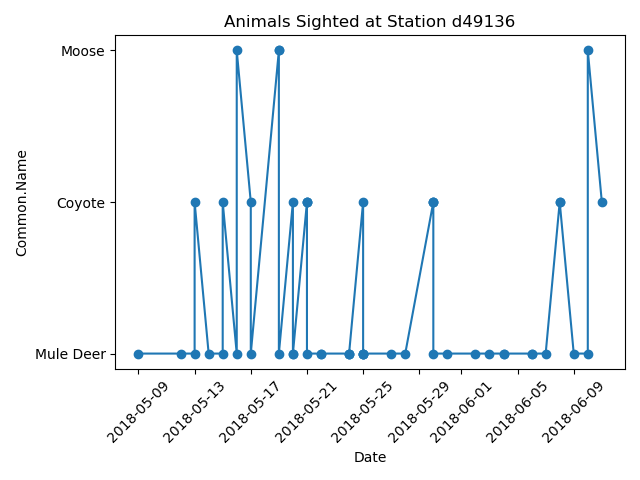 Animals Sighted at Station d49136
Moose
Coyote
Mule Deer
Common.Name
2018-05-09
2018-05-13
2018-05-17
2018-05-21
2018-05-25
2018-05-29
2018-06-01
2018-06-05
2018-06-09
Date